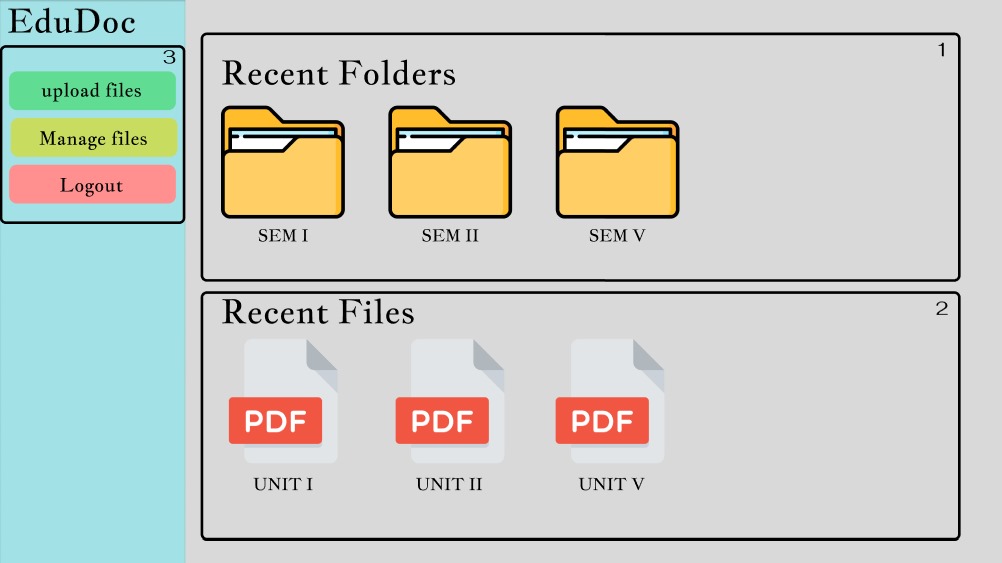 EduDoc
3
upload files
Manage files
Logout
1
Recent Folders
SEM I
SEM II
SEM V
2
Recent Files
PDF
PDF
PDF
UNIT I
UNIT II
UNIT V